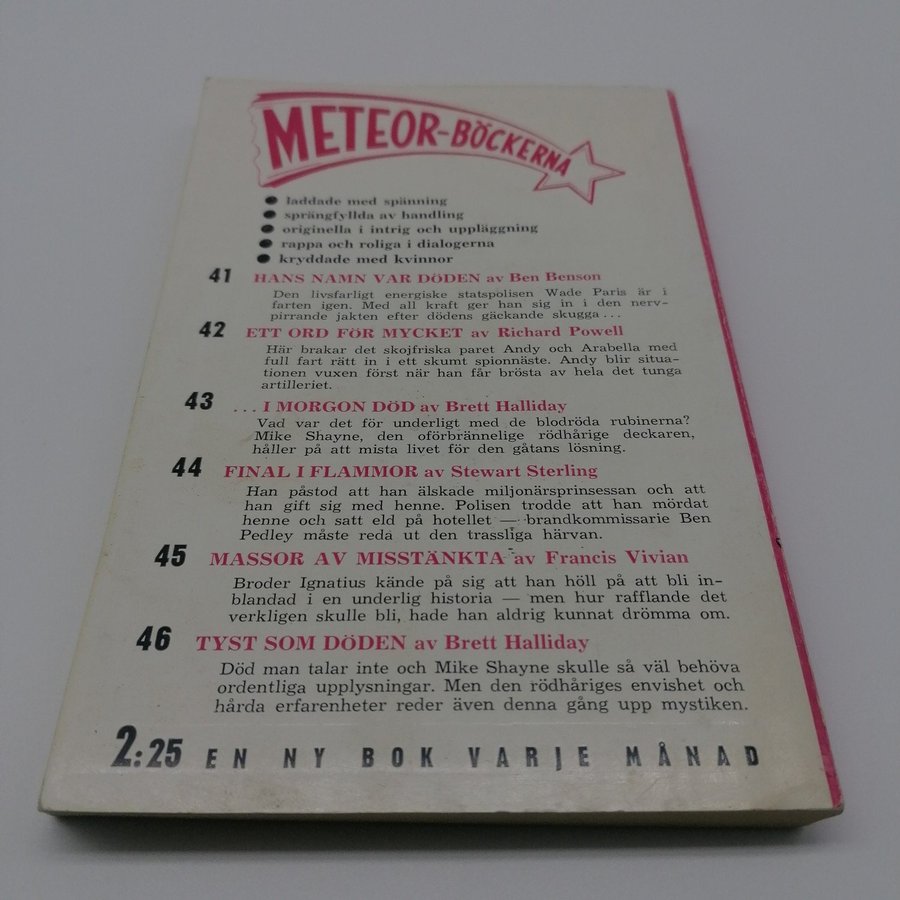 METEOR-BÖCKERNA
● laddade med spänning
● sprängfyllda av handling
● originella i intrig och uppläggning
● rappa och roliga i dialogerna
● kryddade med kvinnor
41 HANS NAMN VAR DÖDEN av Ben Benson
Den livsfarligt energiske statspolisen Wade Paris är i
farten igen. Med all kraft ger han sig in i den nerv-
pirrande jakten efter dödens gäckande skugga ...
42 ETT ORD FÖR MYCKET av Richard Powell
Här brakar det skojfriska paret Andy och Arabella med
full fart rätt in i ett skumt spionnäste. Andy blir situa-
tionen vuxen först när han får brösta av hela det tunga
artilleriet.
43 ... I MORGON DÖD av Brett Halliday
Vad var det för underligt med de blodröda rubinerna?
Mike Shayne, den oförbrännelige rödhårige deckaren,
håller på att mista livet för den gåtans lösning.
44 FINAL I FLAMMOR av Stewart Sterling
Han påstod att han älskade miljonärsprinsessan och att
han gift sig med henne. Polisen trodde att han mördat
henne och satt eld på hotellet — brandkommissarie Ben
Pedley måste reda ut den trassliga härvan.
45 MASSOR AV MISSTÄNKTA av Francis Vivian
Broder Ignatius kände på sig att han höll på att bli in-
blandad i en underlig historia — men hur rafflande det
verkligen skulle bli, hade han aldrig kunnat drömma om.
46 TYST SOM DÖDEN av Brett Halliday
Död man talar inte och Mike Shayne skulle så väl behöva
ordentliga upplysningar. Men den rödhåriges envishet och
hårda erfarenheter reder även denna gång upp mystiken.
2:25 EN NY BOK VARJE MÅNAD